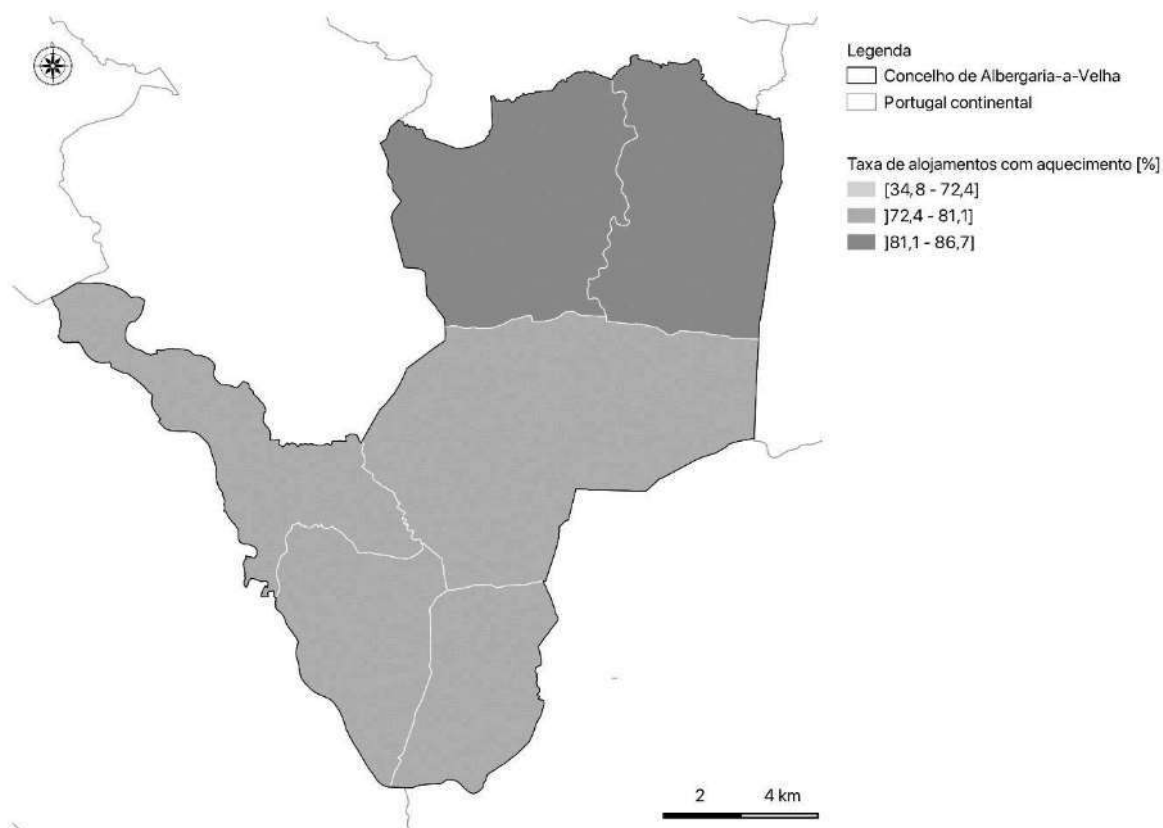 Legenda
Concelho de Albergaria-a-Velha
Portugal continental
Taxa de alojamentos com aquecimento [%]
[34,8 - 72,4]
]72,4 - 81,1]
]81,1 - 86,7]
2 4 km